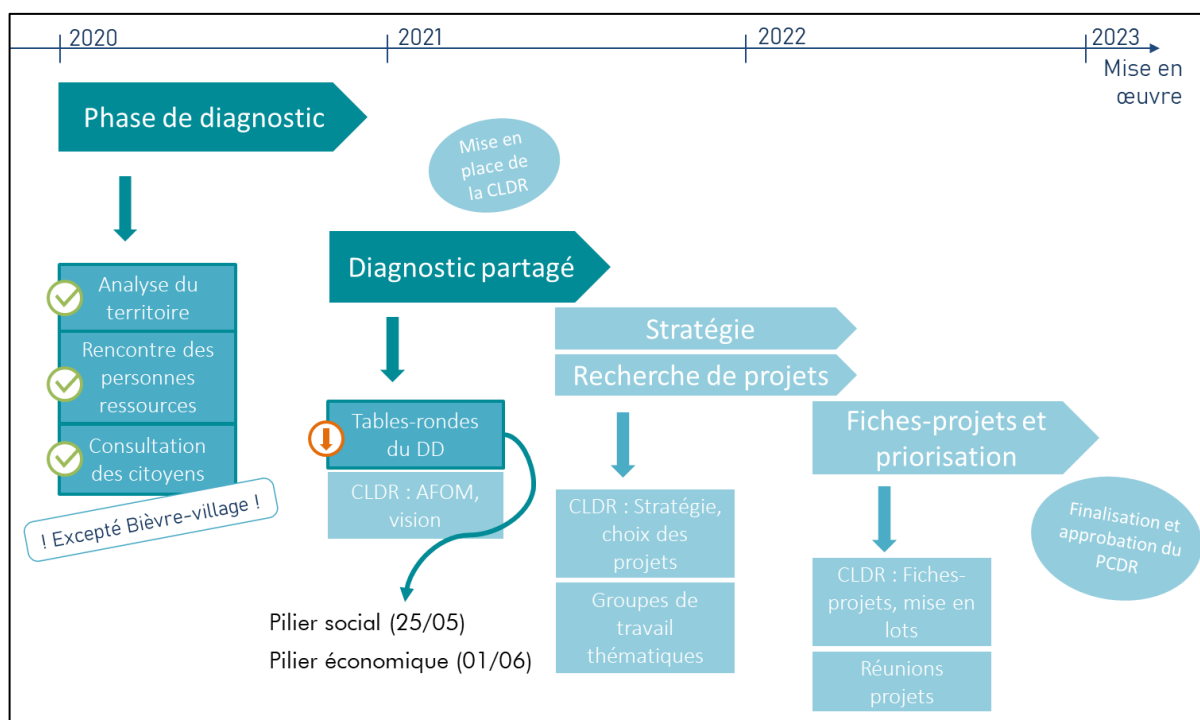 2020
2021
2022
2023
Mise en
œuvre
Phase de diagnostic
Mise en
place de
la CLDR
Analyse du
territoire
Rencontre des
personnes
ressources
Consultation
des citoyens
! Excepté Bièvre-village !
Diagnostic partagé
Tables-rondes
du DD
CLDR : AFOM,
vision
Pilier social (25/05)
Pilier économique (01/06)
Stratégie
Recherche de projets
CLDR : Stratégie,
choix des
projets
Groupes de
travail
thématiques
Fiches-projets et
priorisation
CLDR : Fiches-
projets, mise en
lots
Réunions
projets
Finalisation et
approbation du
PCDR